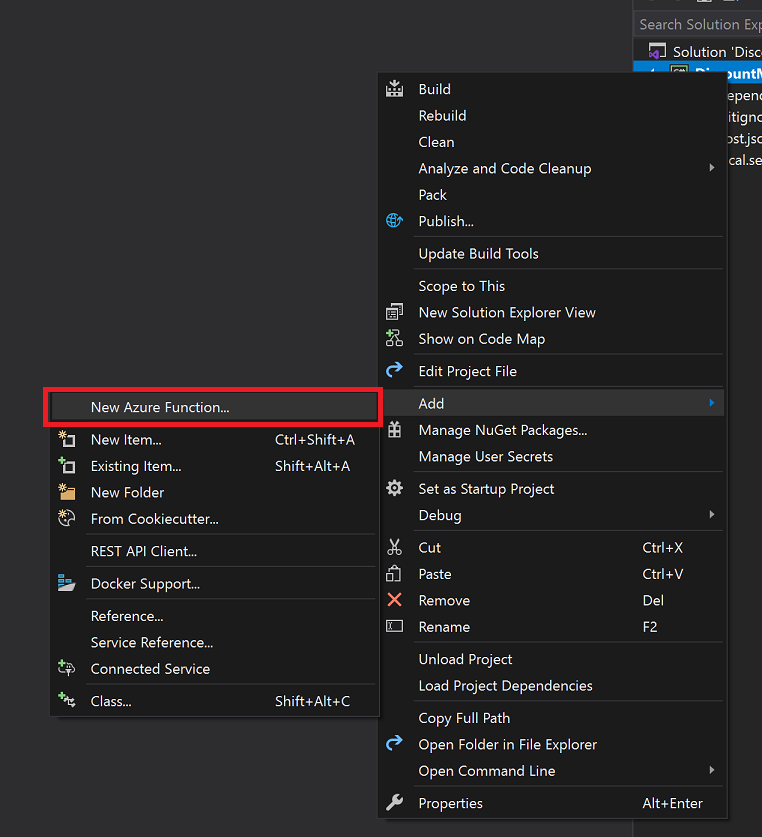 Search Solution Exp
Solution 'Disco
DiscountM
epend
itigno
ost.jso
cal.se
Build
Rebuild
Clean
Analyze and Code Cleanup
Pack
Publish...
Update Build Tools
Scope to This
New Solution Explorer View
Show on Code Map
Edit Project File
Add
Manage NuGet Packages...
Manage User Secrets
Set as Startup Project
Debug
Cut Ctrl+X
Paste Ctrl+V
Remove Del
Rename F2
Unload Project
Load Project Dependencies
Copy Full Path
Open Folder in File Explorer
Open Command Line
Properties Alt+Enter
New Azure Function...
New Item... Ctrl+Shift+A
Existing Item... Shift+Alt+A
New Folder
From Cookiecutter...
REST API Client...
Docker Support...
Reference...
Service Reference...
Connected Service
Class... Shift+Alt+C